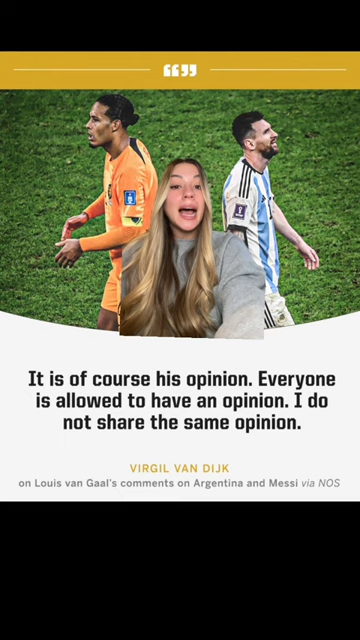 It is of course his opinion. Everyone
is allowed to have an opinion. I do
not share the same opinion.
VIRGIL VAN DIJK
on Louis van Gaal's comments on Argentina and Messi via NOS